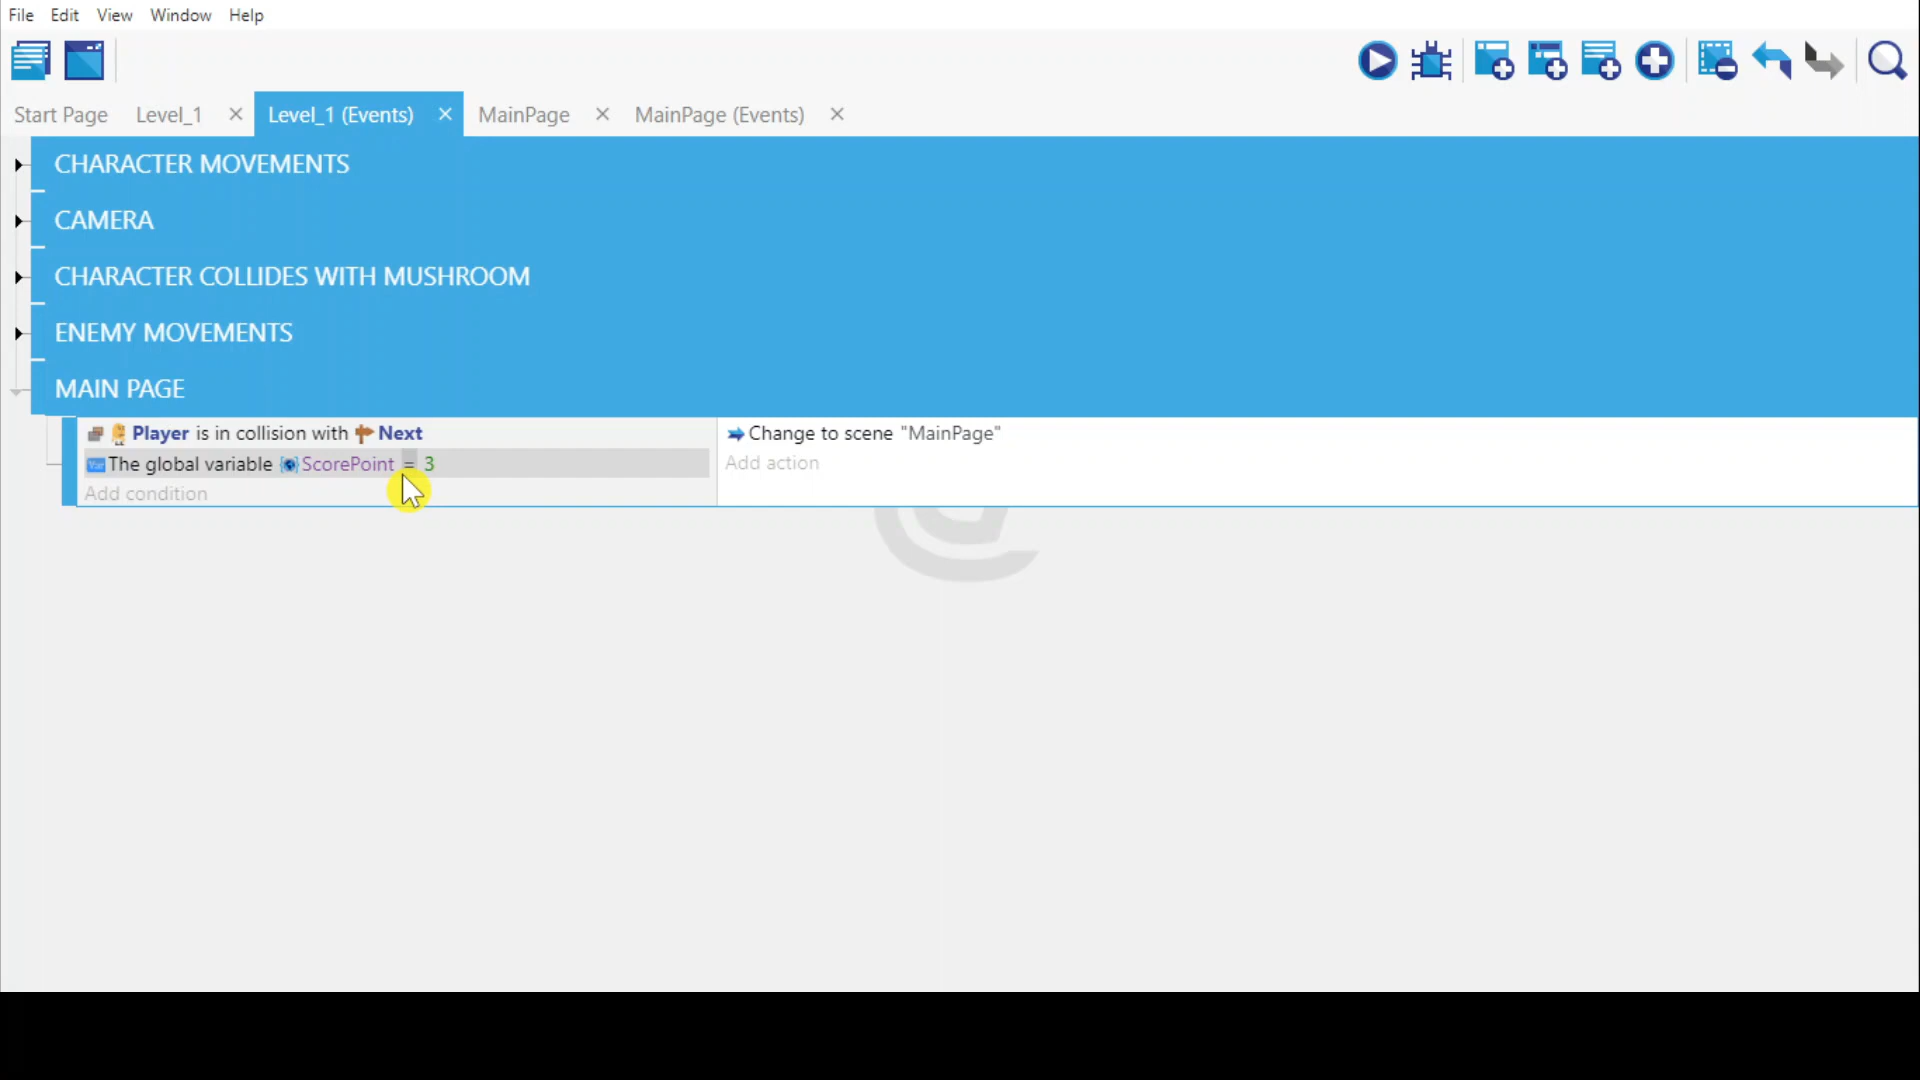 File Edit View Window Help
Start Page Level_1 Level_1 (Events) MainPage MainPage (Events)
CHARACTER MOVEMENTS
CAMERA
CHARACTER COLLIDES WITH MUSHROOM
ENEMY MOVEMENTS
MAIN PAGE
Player is in collision with Next
Change to scene "MainPage"
Var The global variable ScorePoint = 3
Add action
Add condition